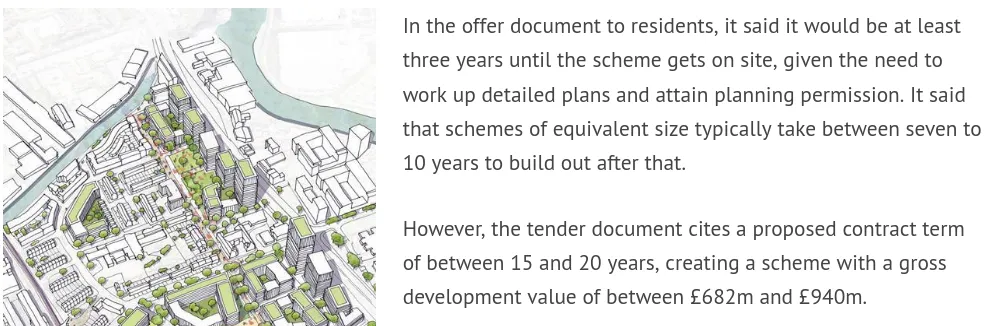 In the offer document to residents, it said it would be at least
three years until the scheme gets on site, given the need to
work up detailed plans and attain planning permission. It said
that schemes of equivalent size typically take between seven to
10 years to build out after that.
However, the tender document cites a proposed contract term
of between 15 and 20 years, creating a scheme with a gross
development value of between £682m and £940m.